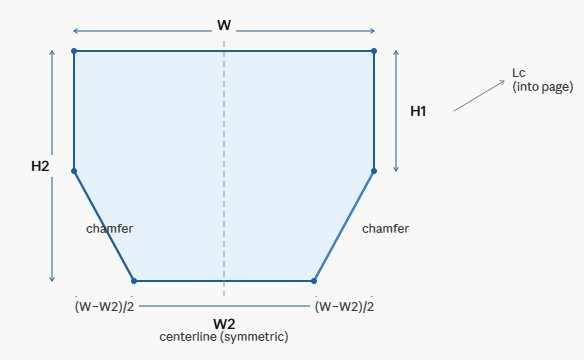 W
Lc
(into page)
H1
H2
chamfer
chamfer
(W−W2)/2
(W−W2)/2
W2
centerline (symmetric)